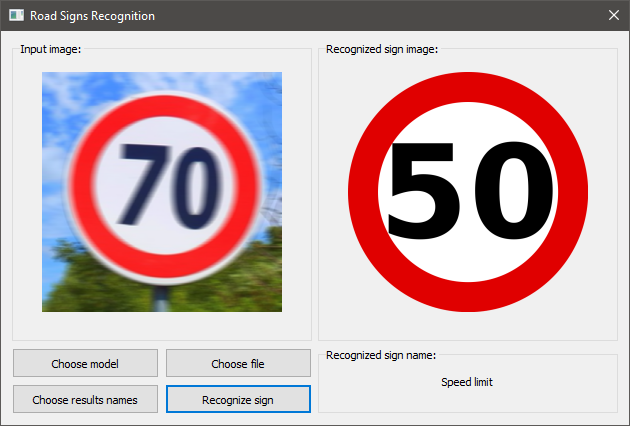 Road Signs Recognition
Input image:
70
Recognized sign image:
50
Choose model
Choose file
Choose results names
Recognize sign
Recognized sign name:
Speed limit